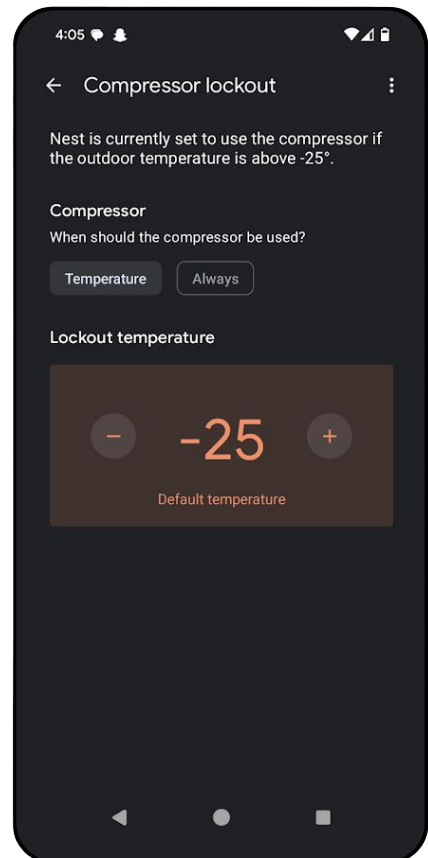 4:05
Compressor lockout
Nest is currently set to use the compressor if
the outdoor temperature is above -25°.
Compressor
When should the compressor be used?
Temperature Always
Lockout temperature
− -25 +
Default temperature